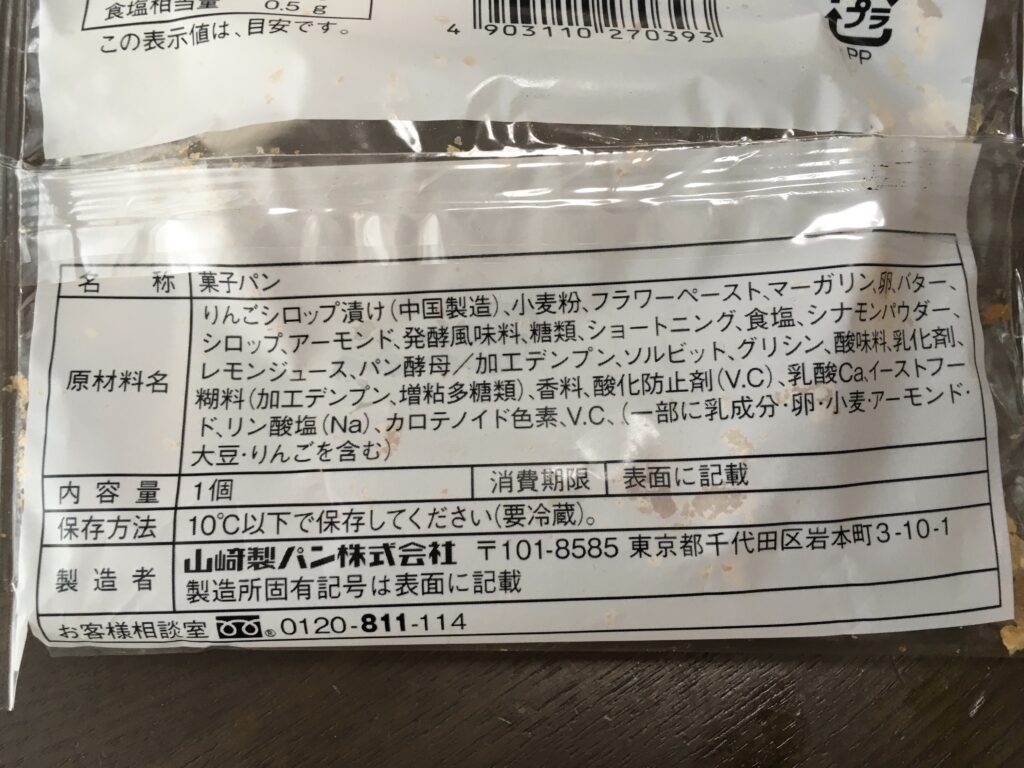 食塩相当量 0.5g
この表示値は、目安です。
4 903110 270393
プラ
PP
名称 菓子パン
原材料名
りんごシロップ漬け(中国製造)、小麦粉、フラワーペースト、マーガリン、卵、バター、
シロップ、アーモンド、発酵風味料、糖類、ショートニング、食塩、シナモンパウダー、
レモンジュース、パン酵母/加工デンプン、ソルビット、グリシン、酸味料、乳化剤、
糊料(加工デンプン、増粘多糖類)、香料、酸化防止剤(V.C)、乳酸Ca、イーストフー
ド、リン酸塩(Na)、カロテノイド色素、V.C、(一部に乳成分・卵・小麦・アーモンド・
大豆・りんごを含む)
内容量 1個 消費期限 表面に記載
保存方法 10℃以下で保存してください(要冷蔵)。
製造者 山崎製パン株式会社 〒101-8585 東京都千代田区岩本町3-10-1
製造所固有記号は表面に記載
お客様相談室 ® 0120-811-114